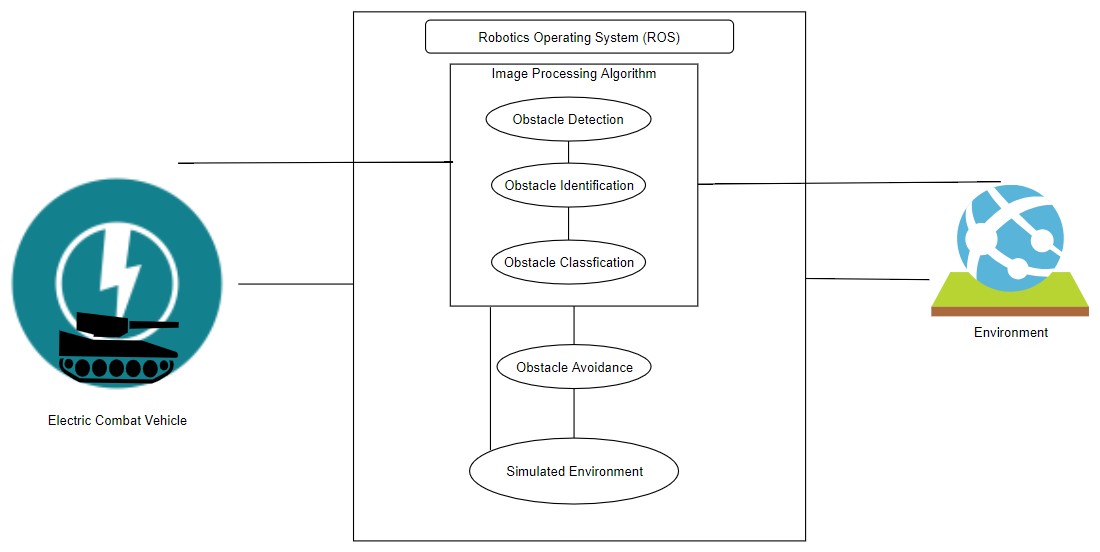 Robotics Operating System (ROS)
Image Processing Algorithm
Obstacle Detection
Obstacle Identification
Obstacle Classfication
Obstacle Avoidance
Simulated Environment
Electric Combat Vehicle
Environment